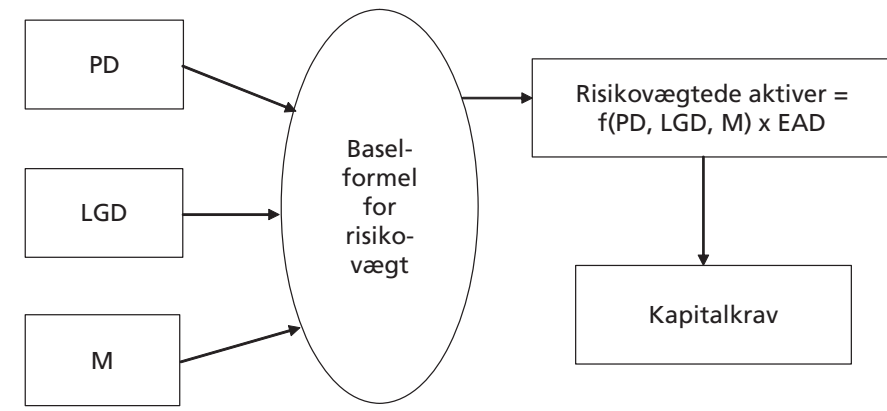 PD
LGD
M
Basel-
formel
for
risiko-
vægt
Risikovægtede aktiver =
f(PD, LGD, M) x EAD
Kapitalkrav